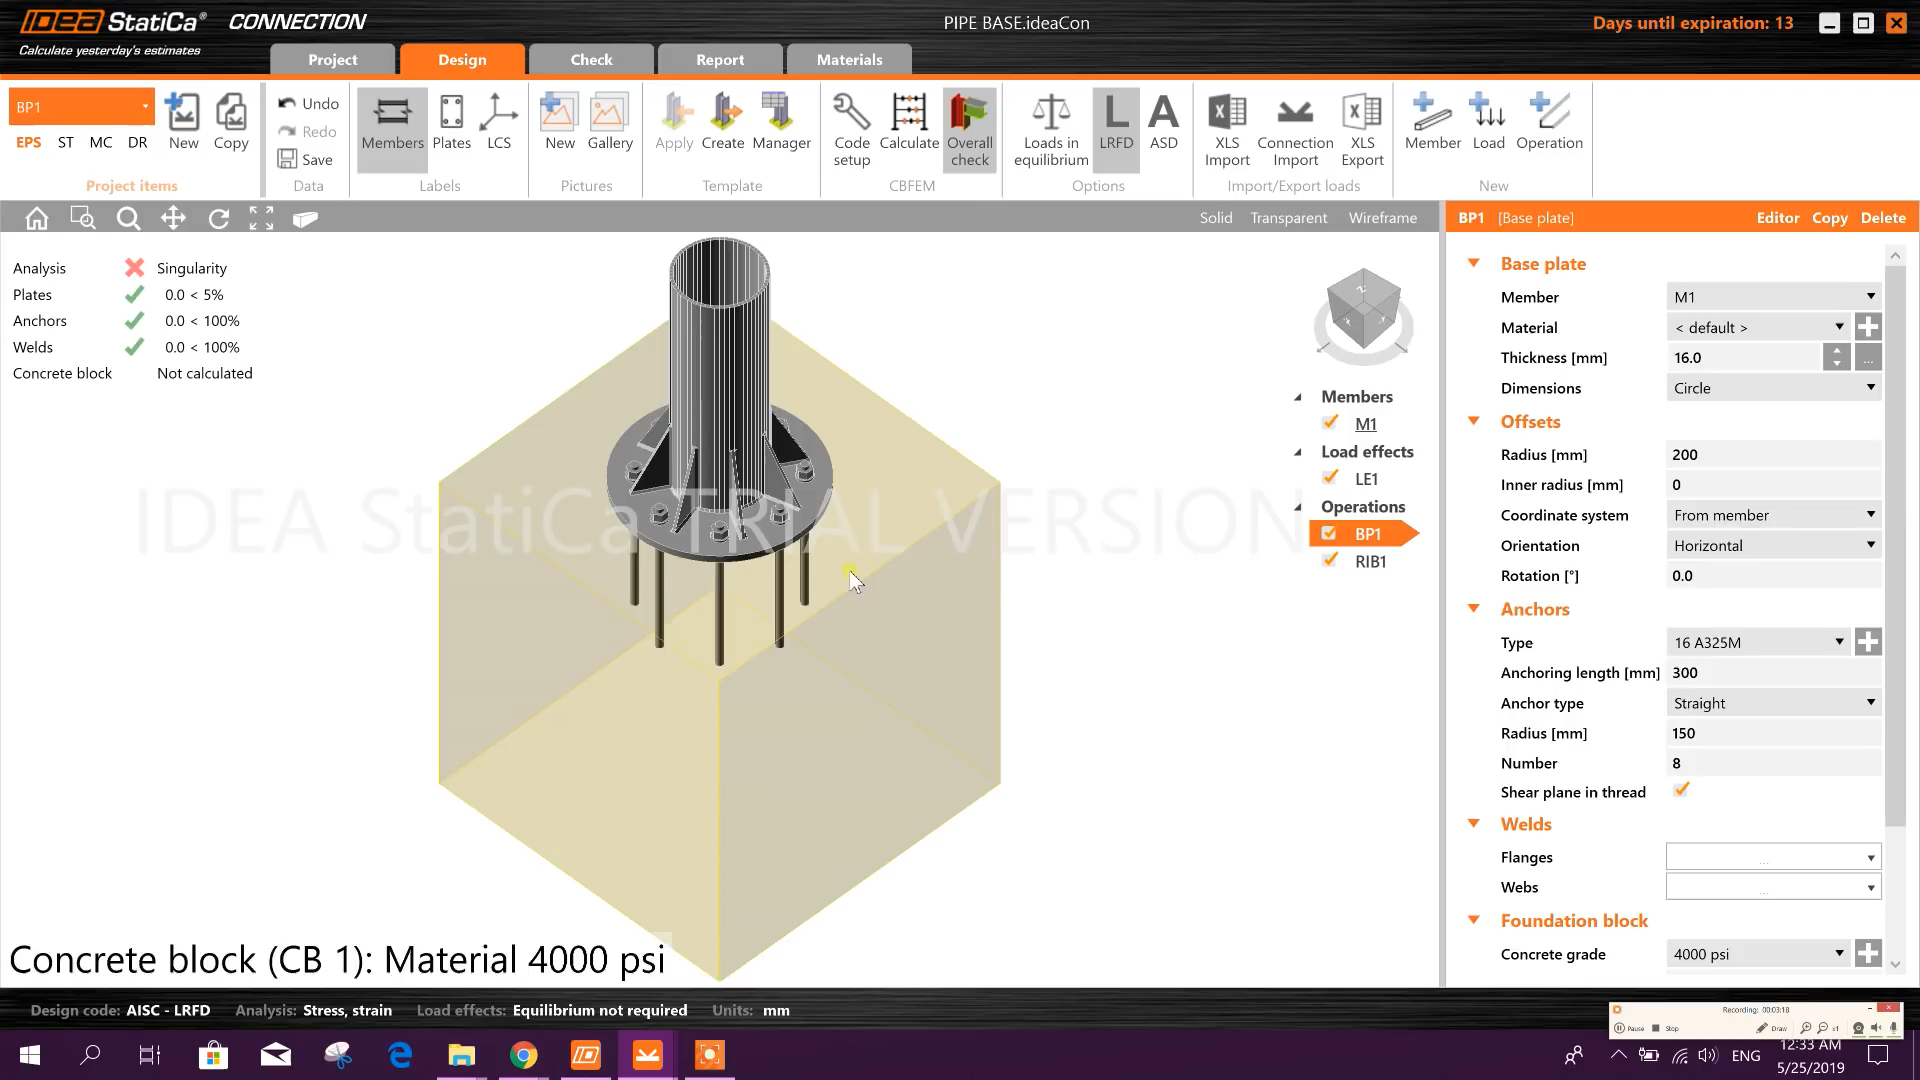 IDEA StatiCa® CONNECTION
Calculate yesterday's estimates
PIPE BASE.ideaCon
Days until expiration: 13
Project Design Check Report Materials
BP1
EPS ST MC DR
New Copy
Project items
Undo
Redo
Save
Data
Members Plates LCS
Labels
New Gallery
Pictures
Apply Create Manager
Template
Code setup Calculate Overall check
CBFEM
Loads in equilibrium LRFD ASD
Options
XLS Import Connection Import XLS Export
Import/Export loads
Member Load Operation
New
Solid Transparent Wireframe
BP1 [Base plate] Editor Copy Delete
Analysis Singularity
Plates 0.0 < 5%
Anchors 0.0 < 100%
Welds 0.0 < 100%
Concrete block Not calculated
Members
M1
Load effects
LE1
Operations
BP1
RIB1
IDEA StatiCa TRIAL VERSION
Base plate
Member M1
Material < default >
Thickness [mm] 16.0
Dimensions Circle
Offsets
Radius [mm] 200
Inner radius [mm] 0
Coordinate system From member
Orientation Horizontal
Rotation [°] 0.0
Anchors
Type 16 A325M
Anchoring length [mm] 300
Anchor type Straight
Radius [mm] 150
Number 8
Shear plane in thread
Welds
Flanges ...
Webs ...
Foundation block
Concrete grade 4000 psi
Concrete block (CB 1): Material 4000 psi
Design code: AISC - LRFD Analysis: Stress, strain Load effects: Equilibrium not required Units: mm
Recording: 00:03:18
Pause Stop Draw x1
ENG
12:33 AM
5/25/2019